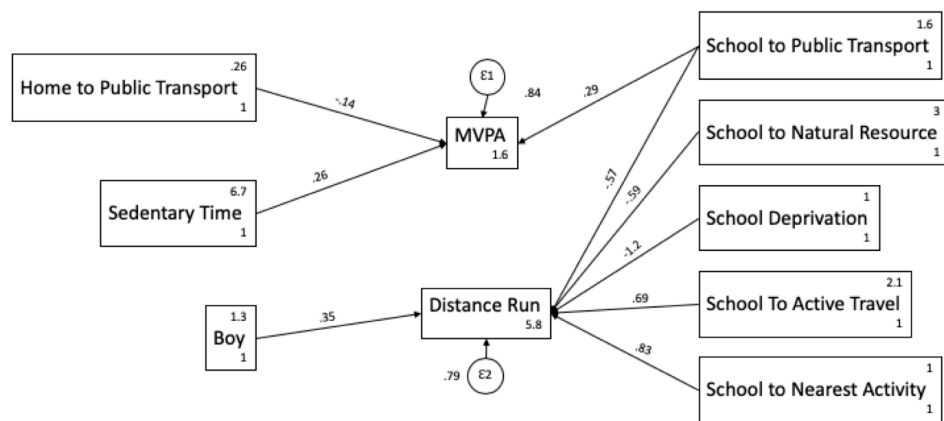 .26
Home to Public Transport
1
-.14
6.7
Sedentary Time
1
.26
ε1
.84
MVPA
1.6
.29
1.6
School to Public Transport
1
-.57
3
School to Natural Resource
1
-.59
1
School Deprivation
1
-1.2
2.1
School To Active Travel
1
.69
1
School to Nearest Activity
1
.83
1.3
Boy
1
.35
Distance Run
5.8
.79
ε2